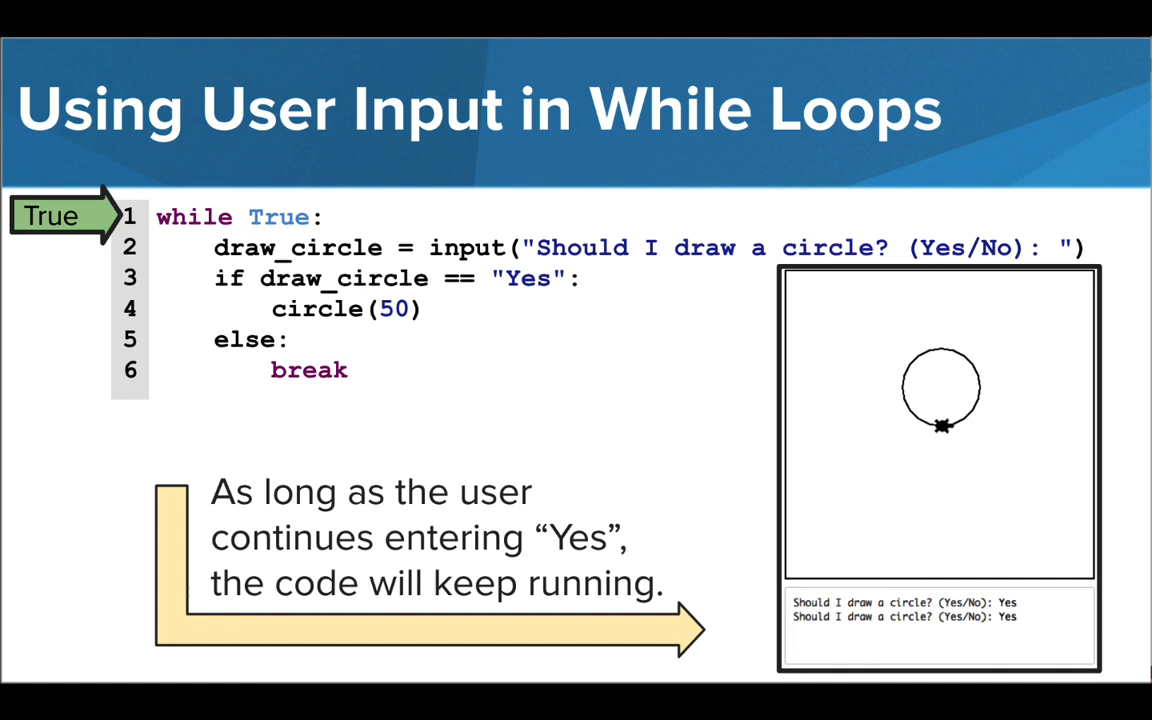 Using User Input in While Loops
True
1 while True:
2 draw_circle = input("Should I draw a circle? (Yes/No): ")
3 if draw_circle == "Yes":
4 circle(50)
5 else:
6 break
As long as the user
continues entering “Yes”,
the code will keep running.
Should I draw a circle? (Yes/No): Yes
Should I draw a circle? (Yes/No): Yes